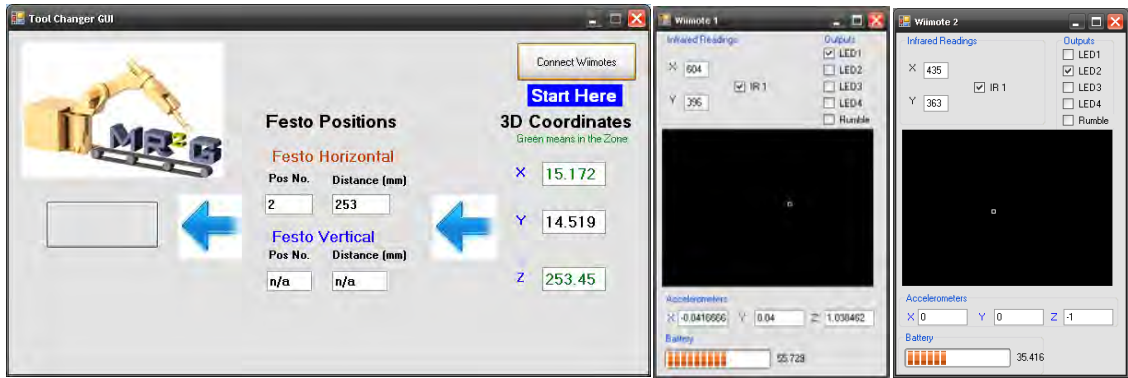 Tool Changer GUI
MR²G
Connect Wiimotes
Start Here
Festo Positions
3D Coordinates
Green means in the Zone
Festo Horizontal
Pos No. Distance (mm)
2 253
X 15.172
Y 14.519
Festo Vertical
Pos No. Distance (mm)
n/a n/a
Z 253.45
Wiimote 1
Infrared Readings
Outputs
X 604
Y 396
IR 1
LED1
LED2
LED3
LED4
Rumble
Accelerometers
X -0.0416666 Y 0.04 Z 1.038462
Battery
55.729
Wiimote 2
Infrared Readings
Outputs
X 435
Y 363
IR 1
LED1
LED2
LED3
LED4
Rumble
Accelerometers
X 0 Y 0 Z -1
Battery
35.416